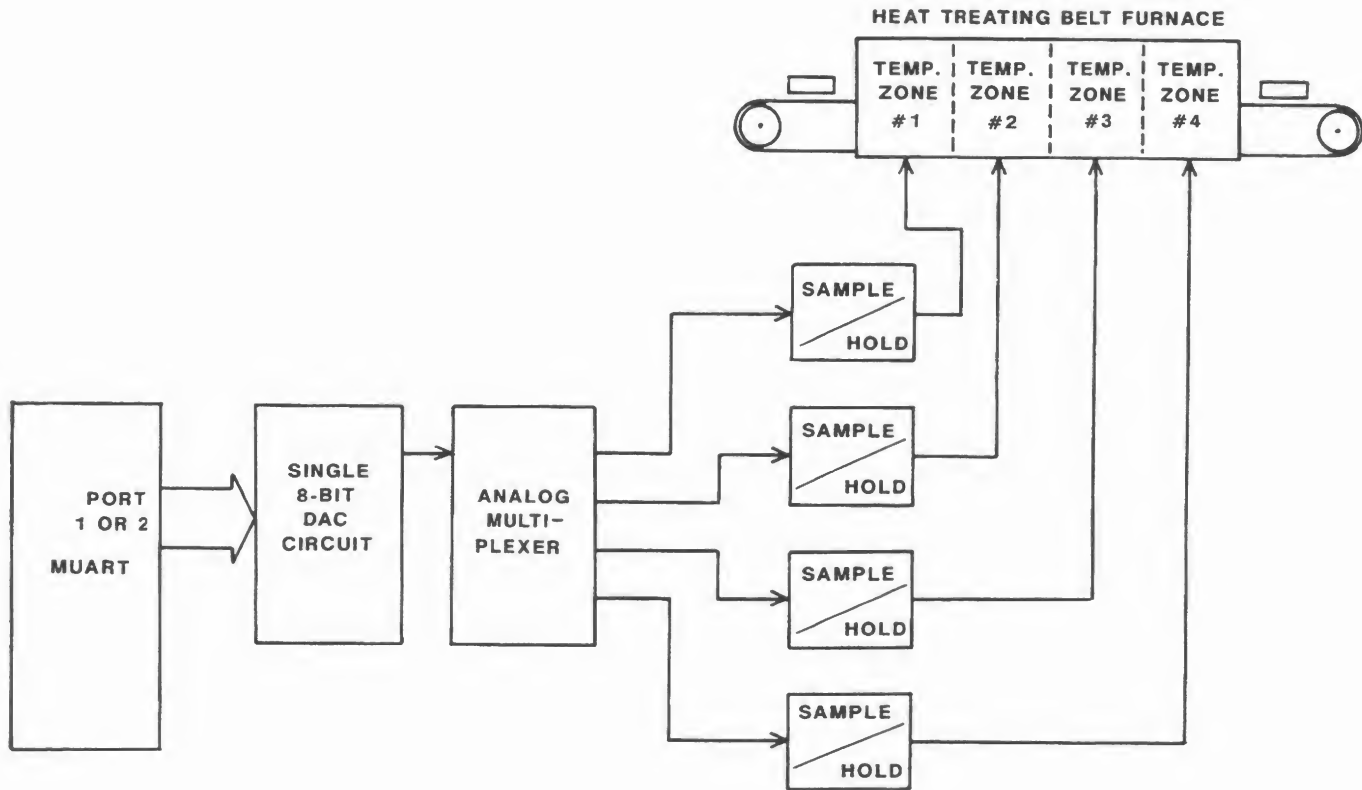 HEAT TREATING BELT FURNACE
TEMP.
ZONE
#1
TEMP.
ZONE
#2
TEMP.
ZONE
#3
TEMP.
ZONE
#4
SAMPLE
HOLD
SAMPLE
HOLD
SAMPLE
HOLD
SAMPLE
HOLD
PORT
1 OR 2
MUART
SINGLE
8-BIT
DAC
CIRCUIT
ANALOG
MULTI-
PLEXER